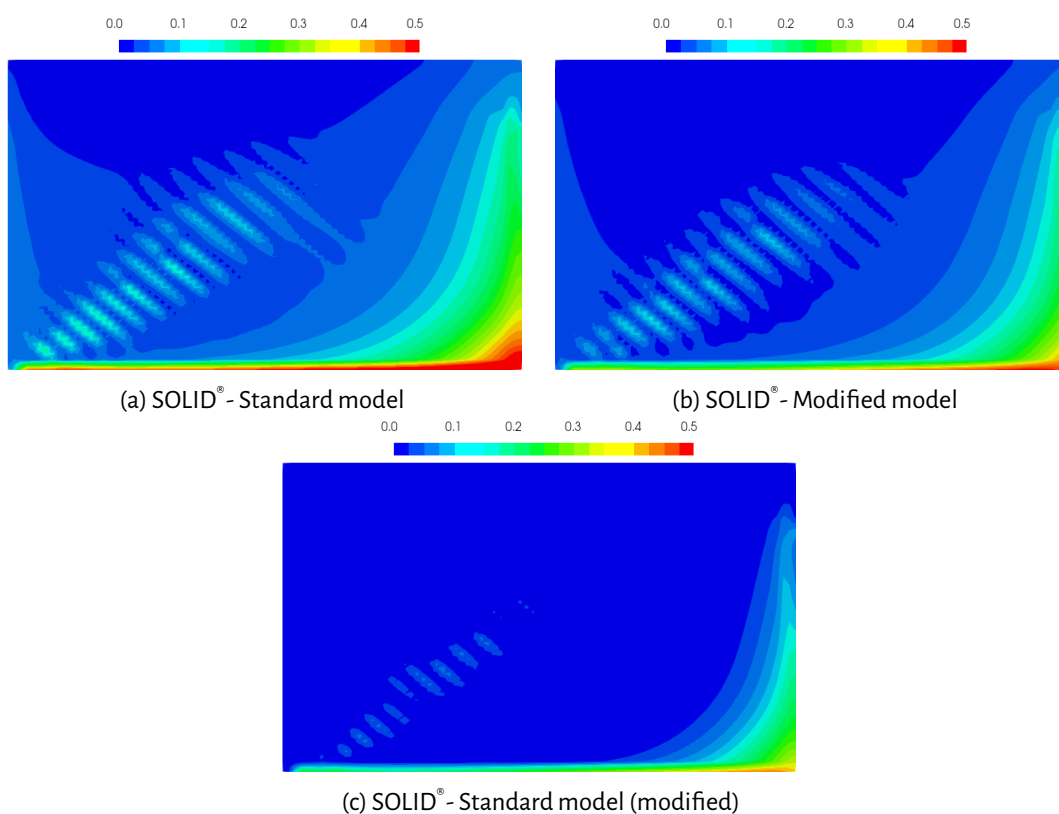 0.0 0.1 0.2 0.3 0.4 0.5
0.0 0.1 0.2 0.3 0.4 0.5
(a) SOLID® - Standard model
(b) SOLID® - Modified model
0.0 0.1 0.2 0.3 0.4 0.5
(c) SOLID® - Standard model (modified)